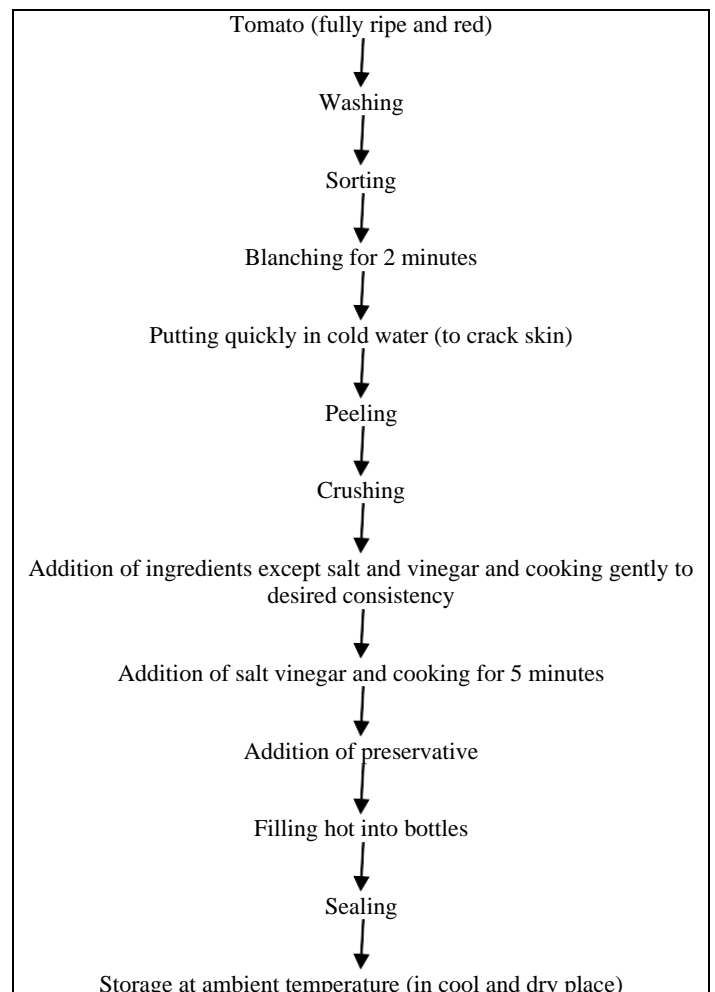 Tomato (fully ripe and red)
Washing
Sorting
Blanching for 2 minutes
Putting quickly in cold water (to crack skin)
Peeling
Crushing
Addition of ingredients except salt and vinegar and cooking gently to
desired consistency
Addition of salt vinegar and cooking for 5 minutes
Addition of preservative
Filling hot into bottles
Sealing
Storage at ambient temperature (in cool and dry place)